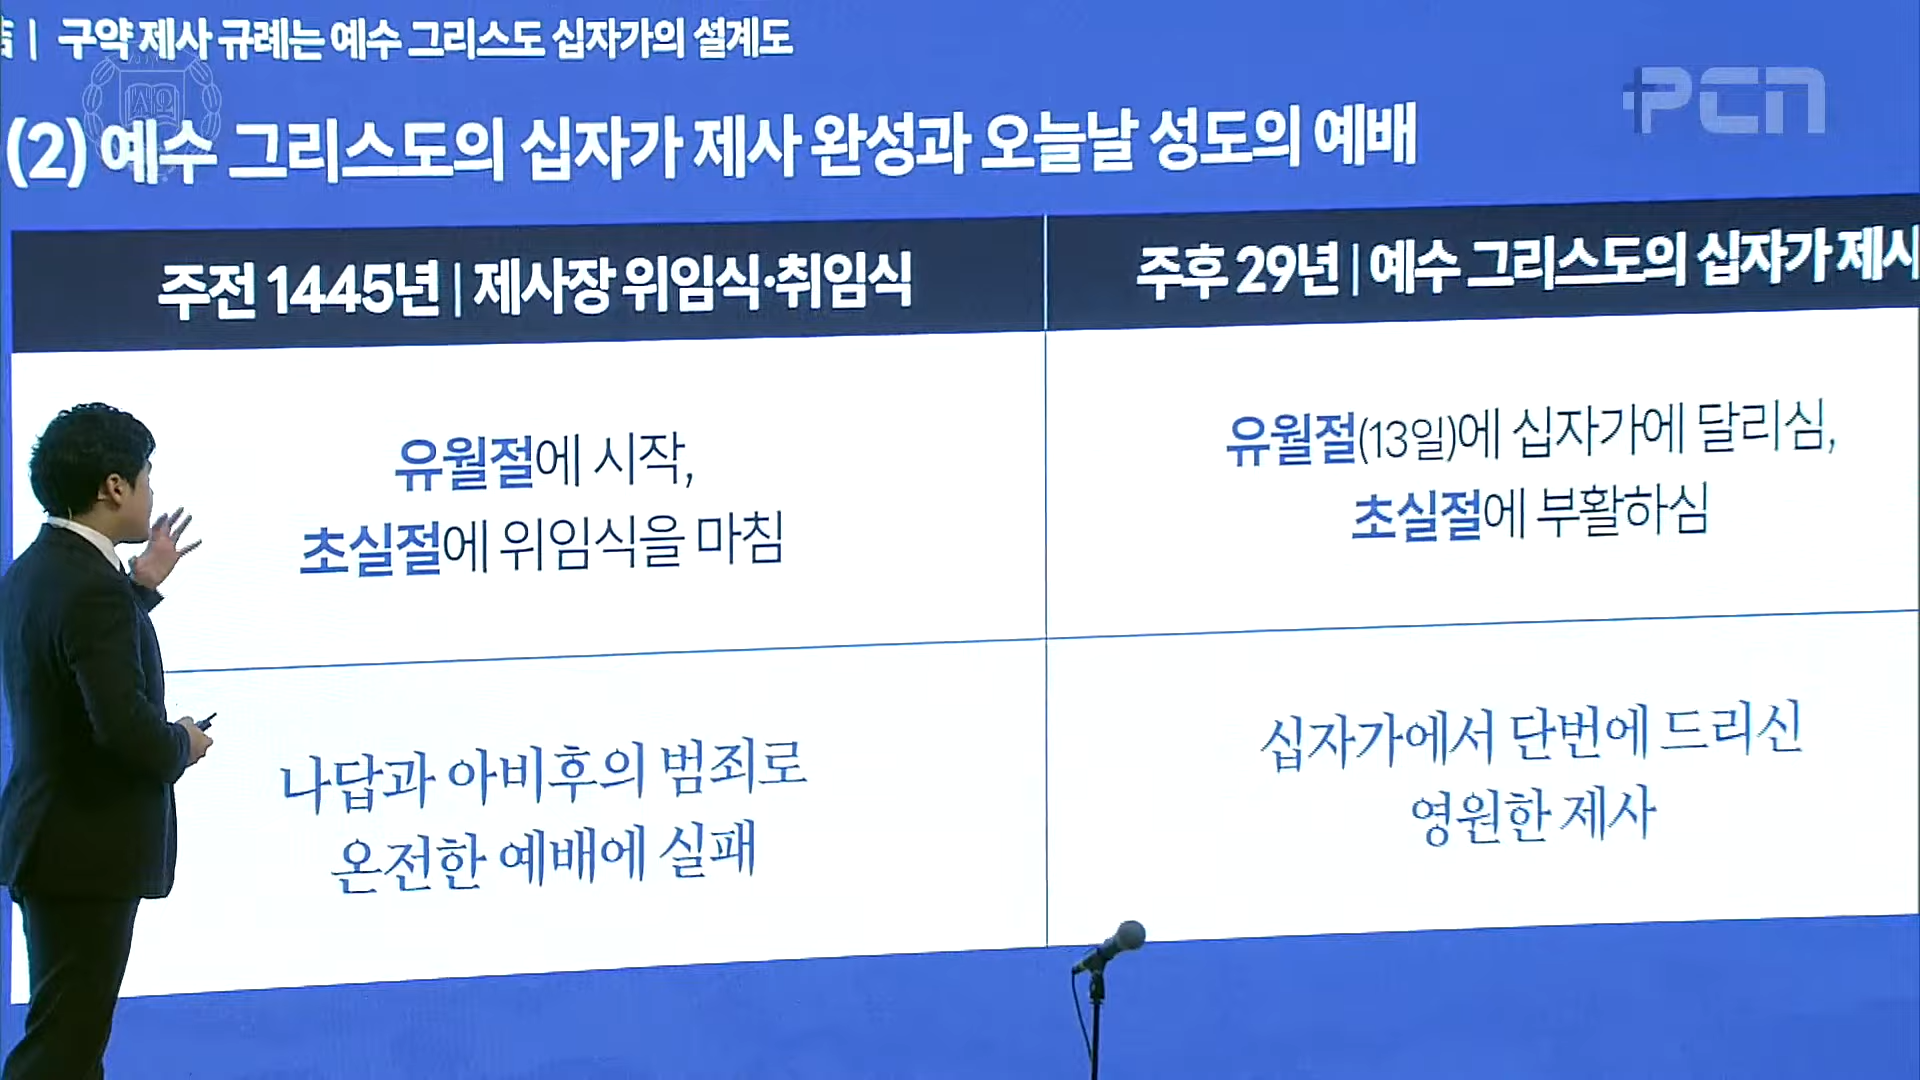 구약 제사 규례는 예수 그리스도 십자가의 설계도
PCN
(2) 예수 그리스도의 십자가 제사 완성과 오늘날 성도의 예배
주전 1445년 | 제사장 위임식·취임식
주후 29년 | 예수 그리스도의 십자가 제사
유월절에 시작,
초실절에 위임식을 마침
유월절(13일)에 십자가에 달리심,
초실절에 부활하심
나답과 아비후의 범죄로
온전한 예배에 실패
십자가에서 단번에 드리신
영원한 제사